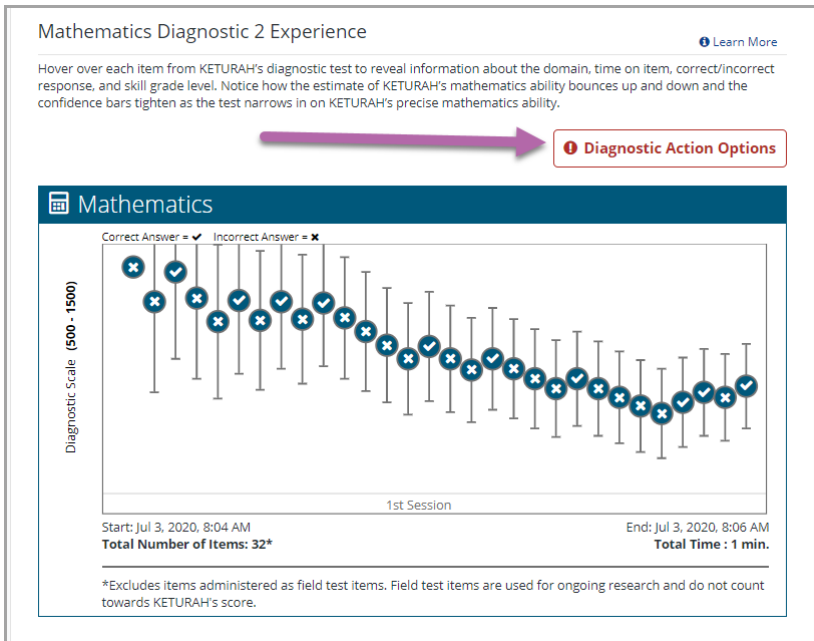 Mathematics Diagnostic 2 Experience
Learn More
Hover over each item from KETURAH's diagnostic test to reveal information about the domain, time on item, correct/incorrect
response, and skill grade level. Notice how the estimate of KETURAH's mathematics ability bounces up and down and the
confidence bars tighten as the test narrows in on KETURAH's precise mathematics ability.
Diagnostic Action Options
Mathematics
Correct Answer = ✔ Incorrect Answer = ✖
Diagnostic Scale (500 - 1500)
1st Session
Start: Jul 3, 2020, 8:04 AM
End: Jul 3, 2020, 8:06 AM
Total Number of Items: 32*
Total Time : 1 min.
*Excludes items administered as field test items. Field test items are used for ongoing research and do not count
towards KETURAH's score.